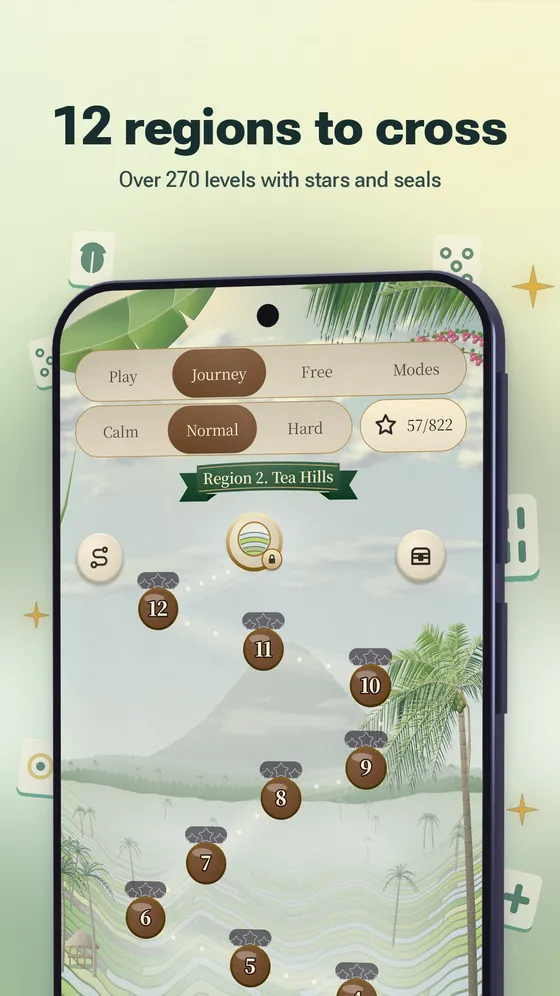 12 regions to cross
Over 270 levels with stars and seals
Play Journey Free Modes
Calm Normal Hard 57/822
Region 2. Tea Hills
12
11
10
9
8
7
6
5
4